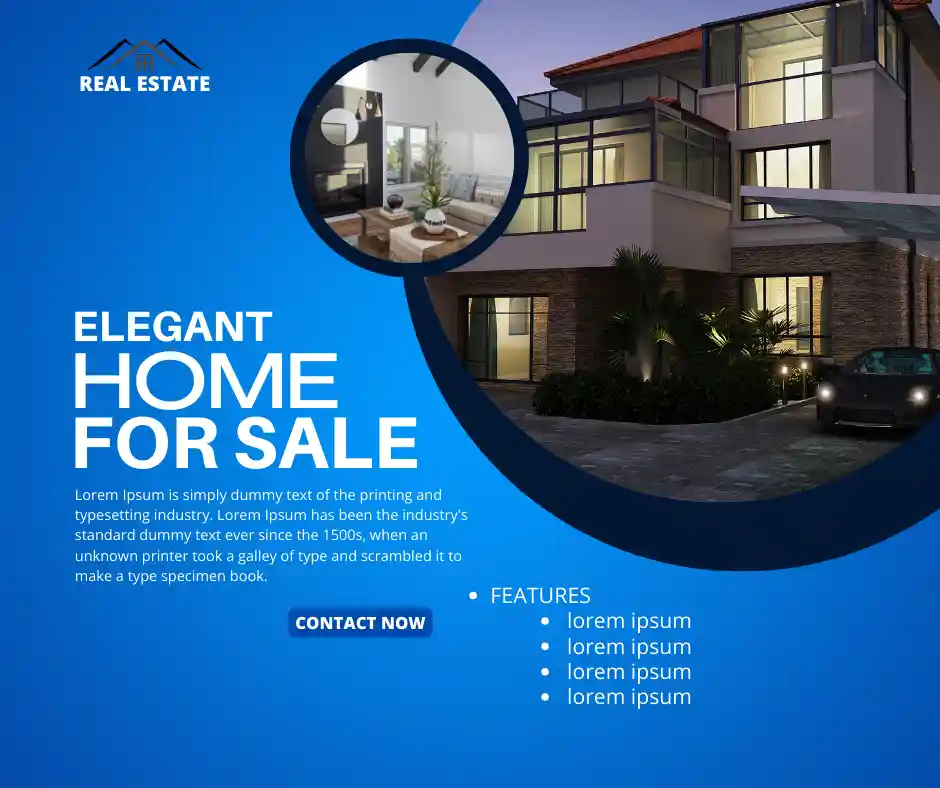 REAL ESTATE
ELEGANT
HOME
FOR SALE
Lorem Ipsum is simply dummy text of the printing and
typesetting industry. Lorem Ipsum has been the industry's
standard dummy text ever since the 1500s, when an
unknown printer took a galley of type and scrambled it to
make a type specimen book.
CONTACT NOW
• FEATURES
• lorem ipsum
• lorem ipsum
• lorem ipsum
• lorem ipsum